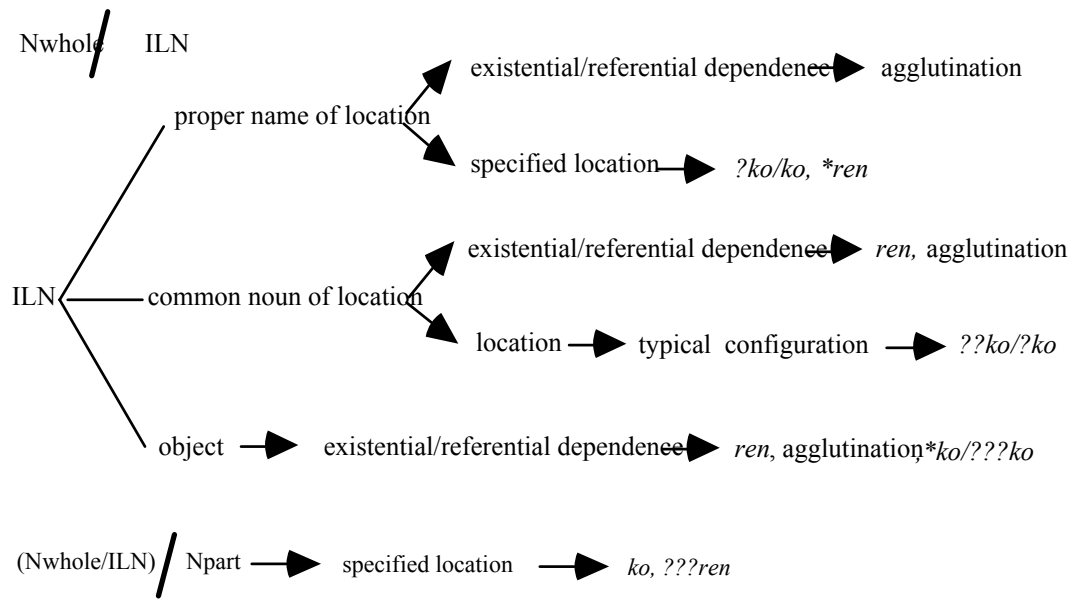 Nwhole / ILN
existential/referential dependence agglutination
proper name of location
specified location ?ko/ko, *ren
existential/referential dependence ren, agglutination
ILN common noun of location
location typical configuration ??ko/?ko
object existential/referential dependence ren, agglutination,*ko/???ko
(Nwhole/ILN) / Npart specified location ko, ???ren